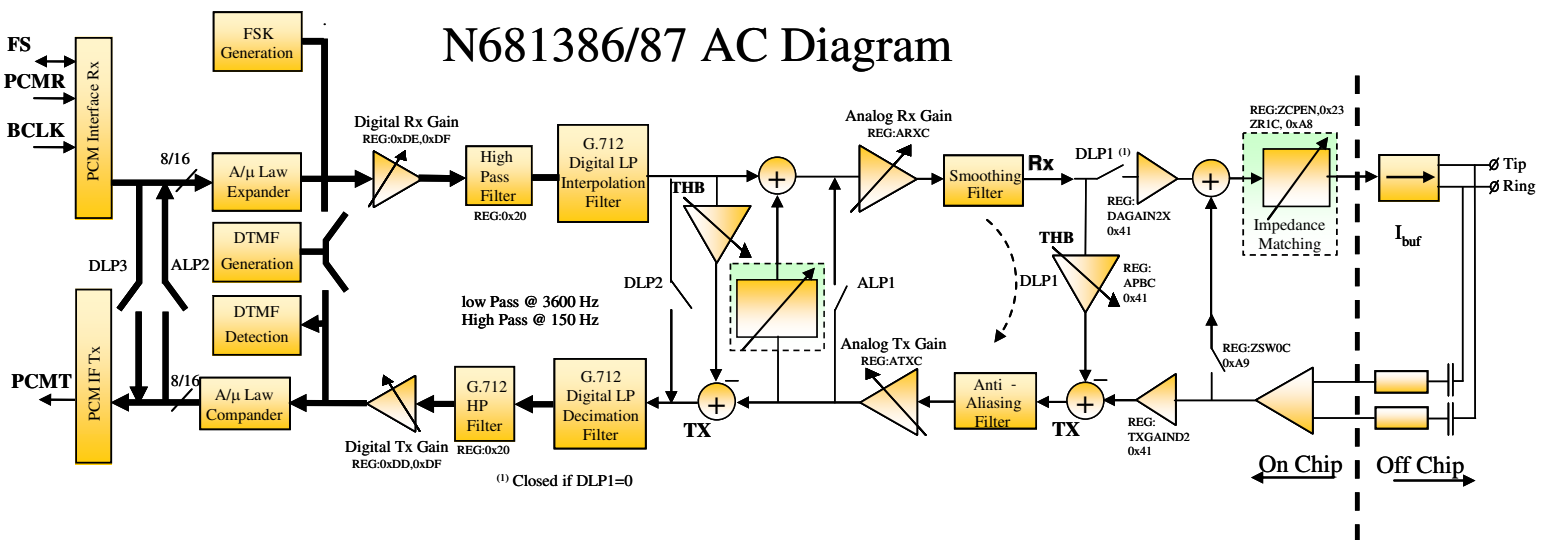 N681386/87 AC Diagram
FS
PCMR
BCLK
PCM Interface Rx
FSK
Generation
8/16
A/μ Law
Expander
Digital Rx Gain
REG:0xDE,0xDF
High
Pass
Filter
REG:0x20
G.712
Digital LP
Interpolation
Filter
THB
Analog Rx Gain
REG:ARXC
Smoothing
Filter
Rx
DLP1 (1)
REG:
DAGAIN2X
0x41
REG:ZCPEN,0x23
ZR1C, 0xA8
Impedance
Matching
Ibuf
Tip
Ring
DTMF
Generation
DLP3
ALP2
DTMF
Detection
low Pass @ 3600 Hz
High Pass @ 150 Hz
DLP2
ALP1
DLP1
THB
REG:
APBC
0x41
REG:ZSW0C
0xA9
PCMT
PCM IF Tx
8/16
A/μ Law
Compander
Digital Tx Gain
REG:0xDD,0xDF
G.712
HP
Filter
REG:0x20
G.712
Digital LP
Decimation
Filter
TX
Analog Tx Gain
REG:ATXC
Anti -
Aliasing
Filter
TX
REG:
TXGAIND2
0x41
On Chip
Off Chip
(1) Closed if DLP1=0